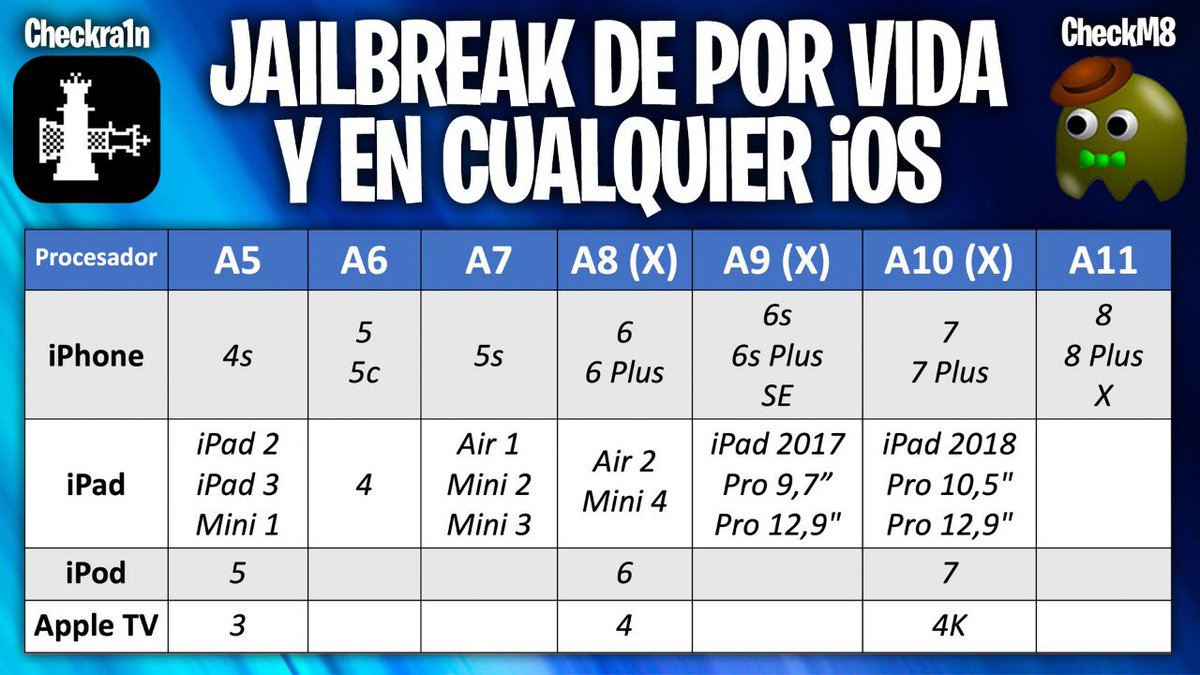 Checkra1n
CheckM8
JAILBREAK DE POR VIDA
Y EN CUALQUIER iOS
Procesador A5 A6 A7 A8 (X) A9 (X) A10 (X) A11
iPhone 4s 5 5c 5s 6 6 Plus 6s 6s Plus SE 7 7 Plus 8 8 Plus X
iPad iPad 2 iPad 3 Mini 1 4 Air 1 Mini 2 Mini 3 Air 2 Mini 4 iPad 2017 Pro 9,7” Pro 12,9" iPad 2018 Pro 10,5" Pro 12,9"
iPod 5 6 7
Apple TV 3 4 4K